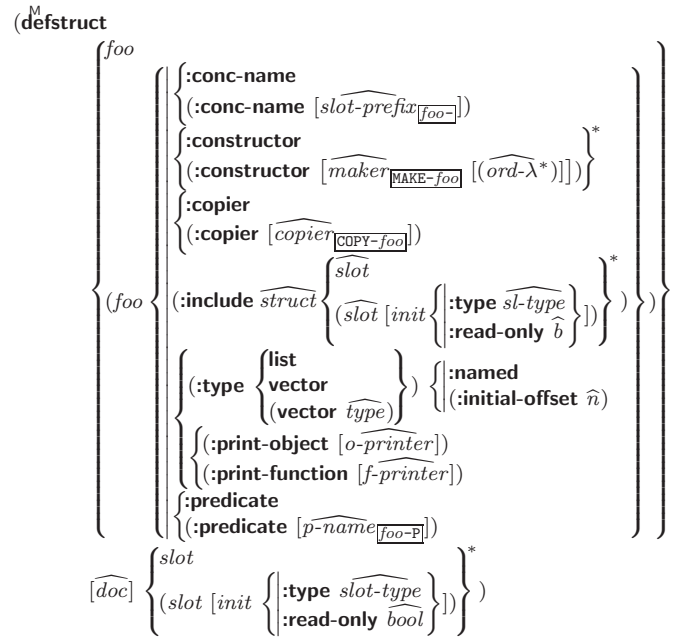 (defstruct M
foo
:conc-name
(:conc-name [slot-prefix foo-])
:constructor
(:constructor [maker MAKE-foo [(ord-λ*)]])
*
:copier
(:copier [copier COPY-foo])
(foo
(:include struct
slot
(slot [init
:type sl-type
:read-only b
])
*
)
)
(:type
list
vector
(vector type)
)
:named
(:initial-offset n)
(:print-object [o-printer])
(:print-function [f-printer])
:predicate
(:predicate [p-name foo-P])
[doc]
slot
(slot [init
:type slot-type
:read-only bool
])
*
)